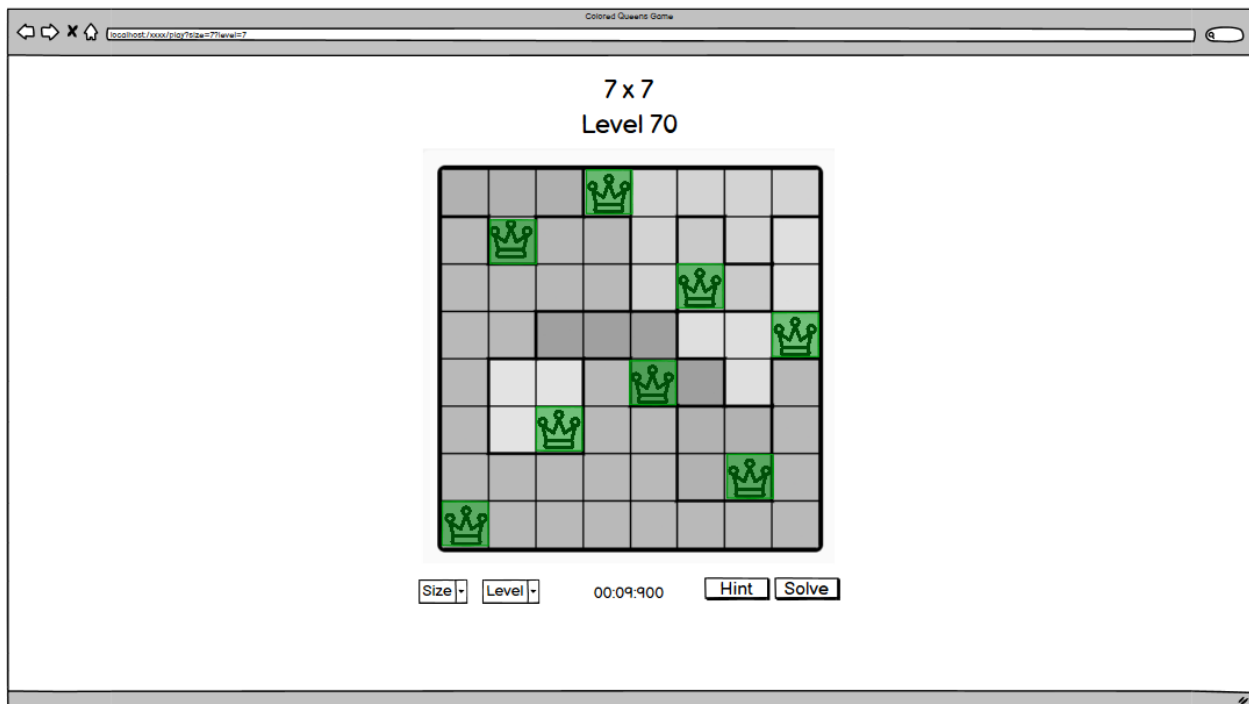 Colored Queens Game
localhost:/xxxx/play?size=7?level=7
7 x 7
Level 70
Size
Level
00:09:900
Hint
Solve